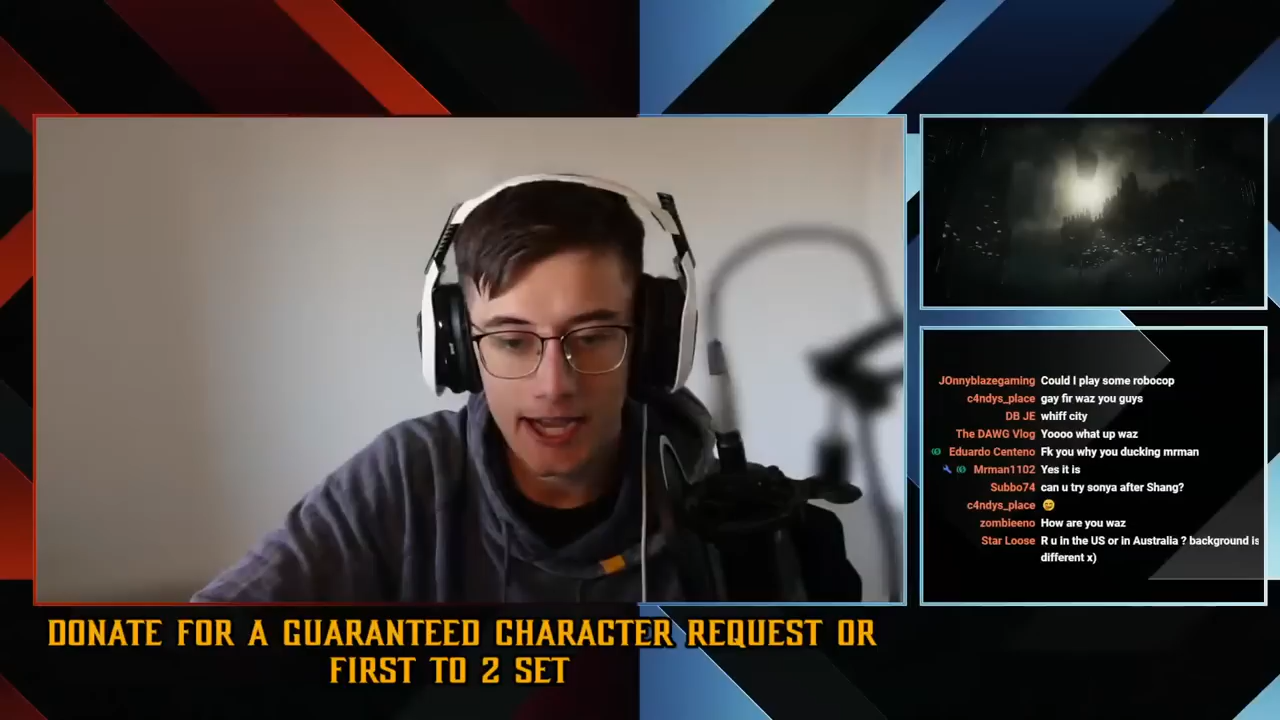 JOnnyblazegaming Could I play some robocop
c4ndys_place gay fir waz you guys
DB JE whiff city
The DAWG Vlog Yoooo what up waz
Eduardo Centeno Fk you why you ducking mrman
Mrman1102 Yes it is
Subbo74 can u try sonya after Shang?
c4ndys_place 😊
zombieeno How are you waz
Star Loose R u in the US or in Australia ? background is
different x)
DONATE FOR A GUARANTEED CHARACTER REQUEST OR
FIRST TO 2 SET